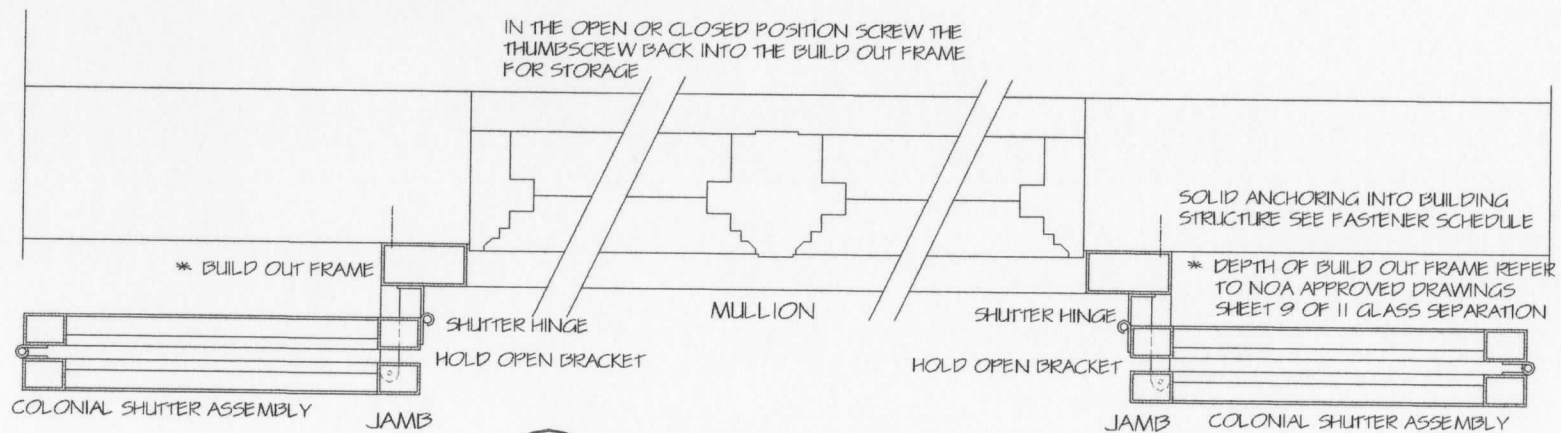 IN THE OPEN OR CLOSED POSITION SCREW THE
THUMBSCREW BACK INTO THE BUILD OUT FRAME
FOR STORAGE
SOLID ANCHORING INTO BUILDING
STRUCTURE SEE FASTENER SCHEDULE
* BUILD OUT FRAME
* DEPTH OF BUILD OUT FRAME REFER
TO NOA APPROVED DRAWINGS
SHEET 9 OF 11 GLASS SEPARATION
MULLION
SHUTTER HINGE
SHUTTER HINGE
HOLD OPEN BRACKET
HOLD OPEN BRACKET
COLONIAL SHUTTER ASSEMBLY
JAMB
JAMB
COLONIAL SHUTTER ASSEMBLY